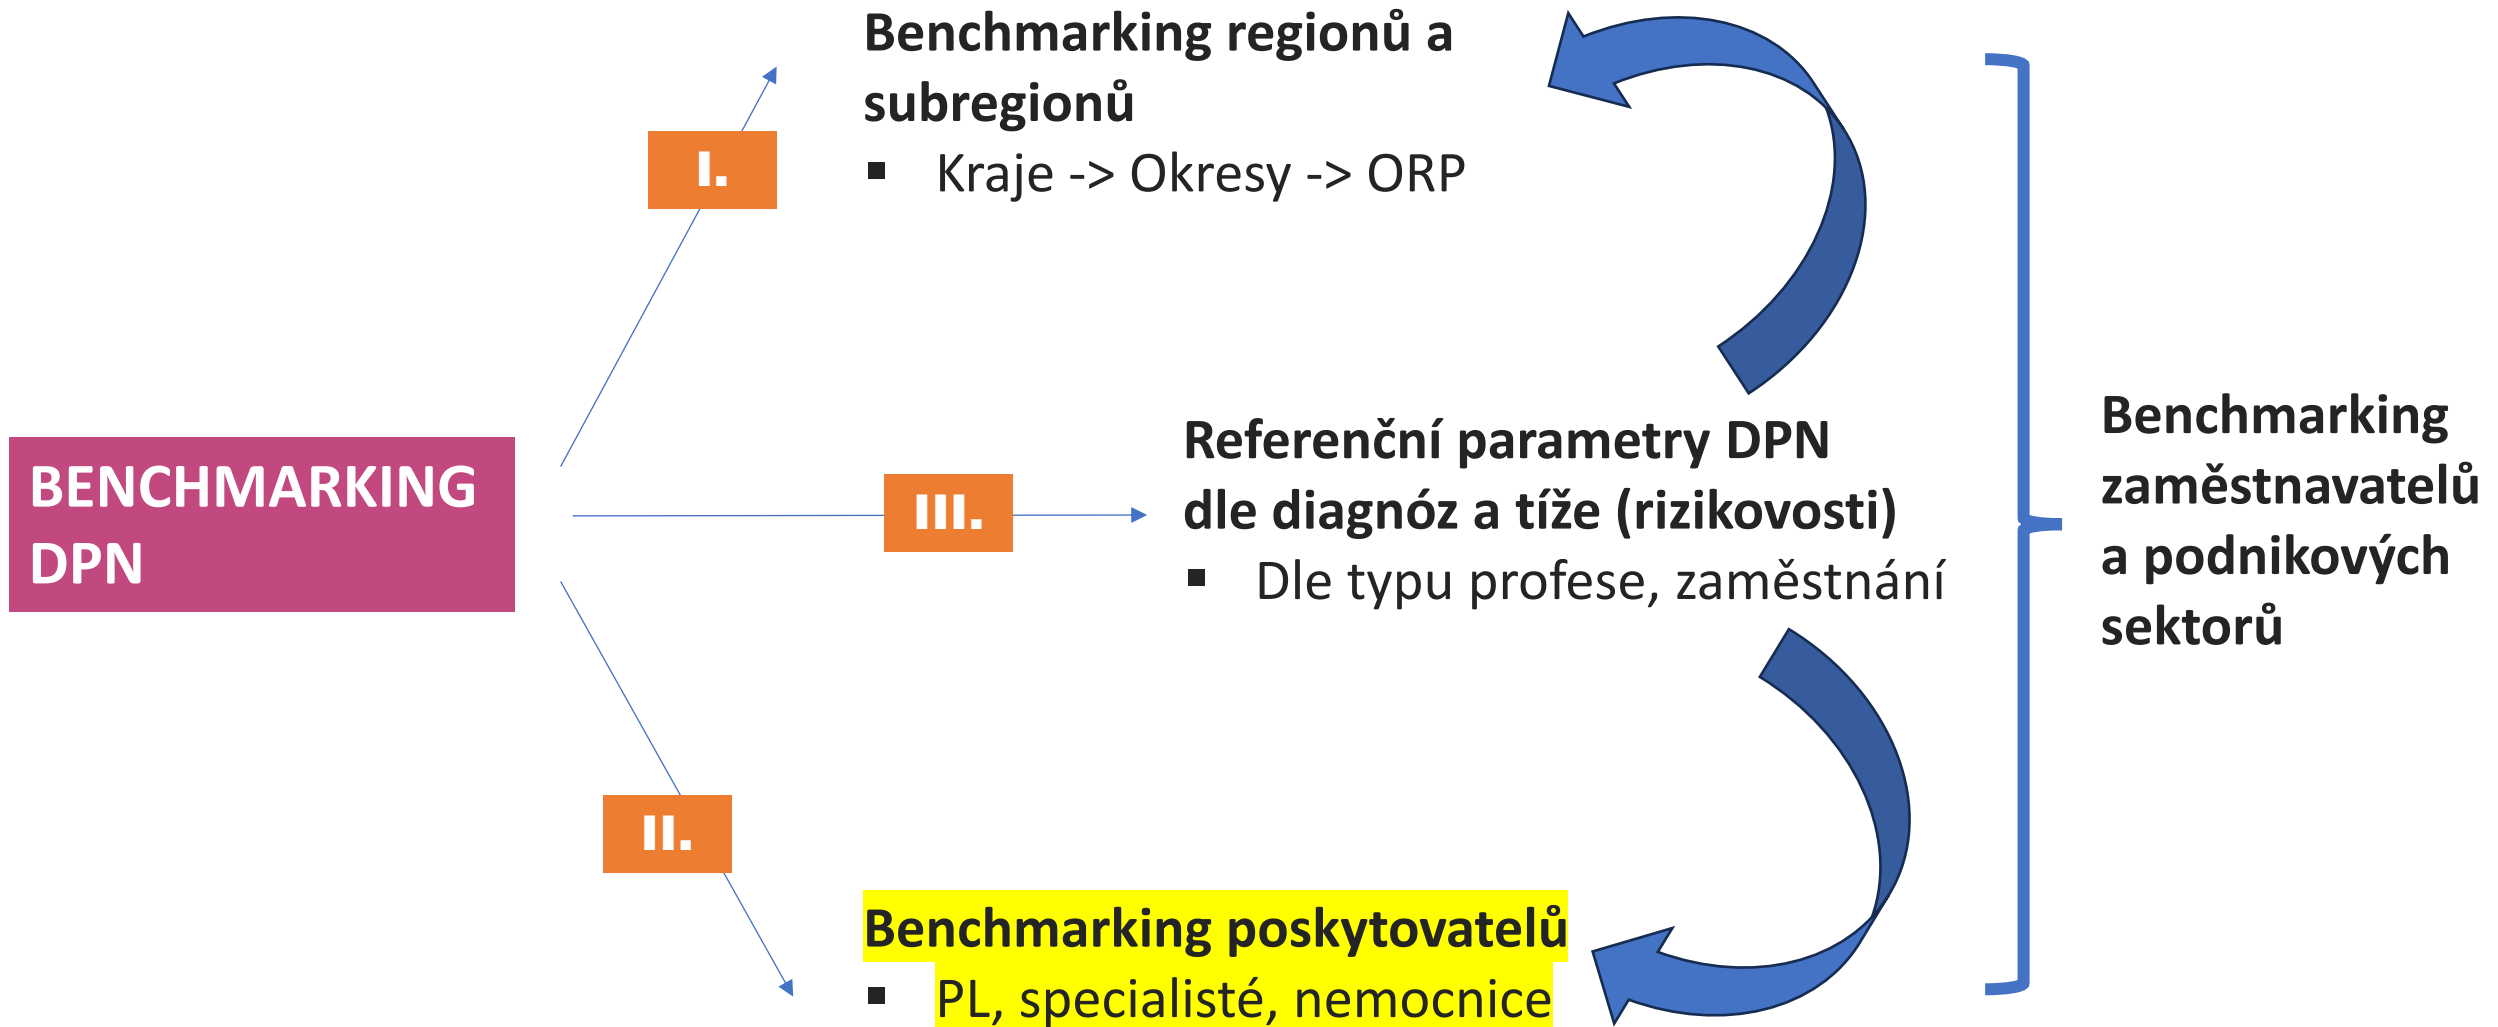 Benchmarking regionů a
subregionů
▪ Kraje -> Okresy -> ORP
I.
BENCHMARKING
DPN
III.
Referenční parametry DPN
dle diagnóz a tize (rizikovosti)
▪ Dle typu profese, zaměstnání
II.
Benchmarking poskytovatelů
▪ PL, specialisté, nemocnice
Benchmarking
zaměstnavatelů
a podnikových
sektorů